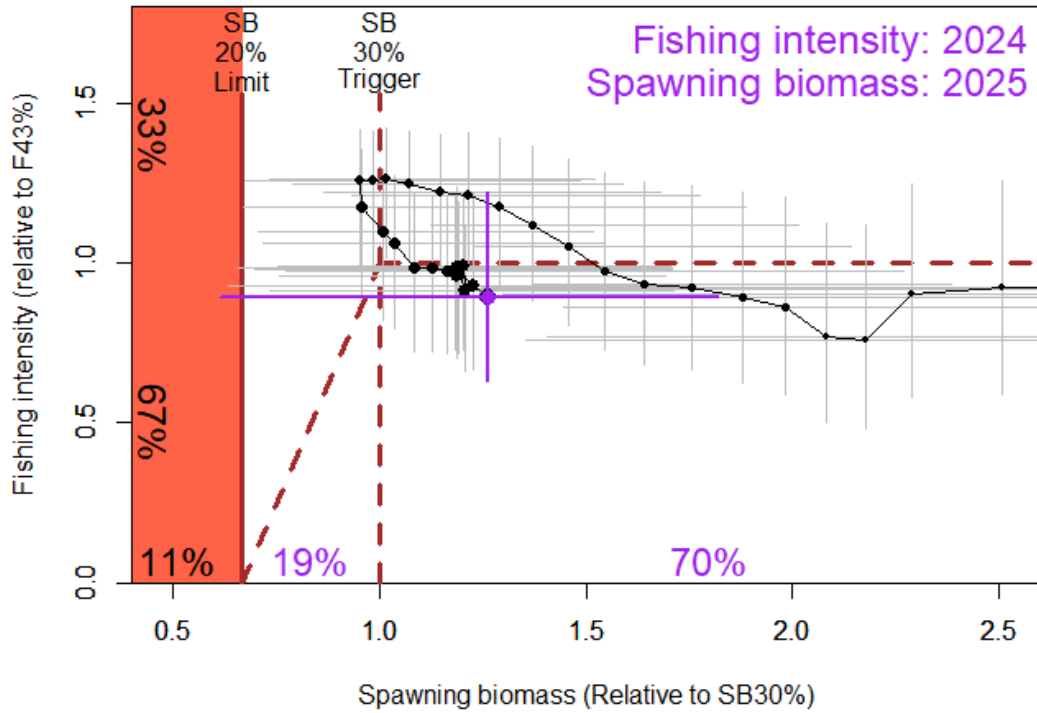 SB
20%
Limit
SB
30%
Trigger
Fishing intensity: 2024
Spawning biomass: 2025
Fishing intensity (relative to F43%)
1.5
1.0
0.5
0.0
33%
67%
11%
19%
70%
0.5
1.0
1.5
2.0
2.5
Spawning biomass (Relative to SB30%)